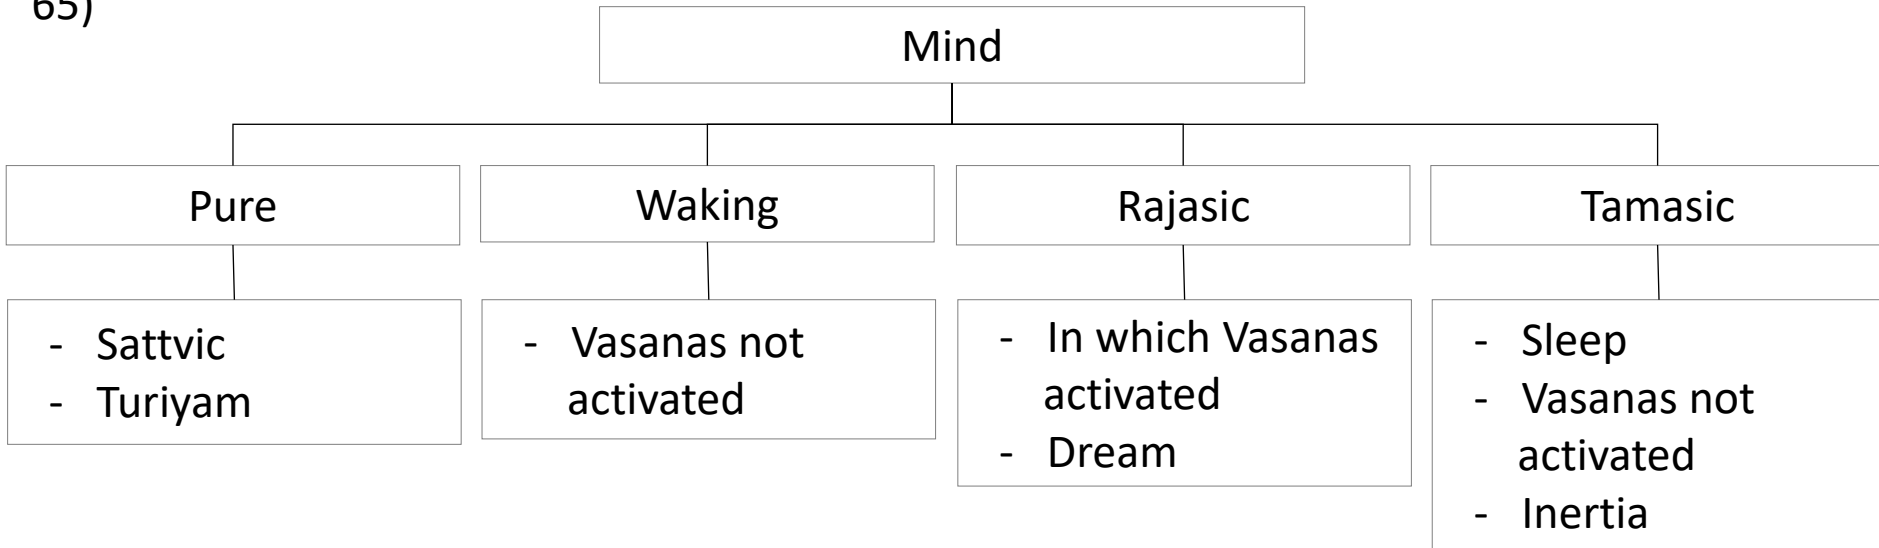 65)
Mind
Pure
Waking
Rajasic
Tamasic
- Sattvic
- Turiyam
- Vasanas not
activated
- In which Vasanas
activated
- Dream
- Sleep
- Vasanas not
activated
- Inertia